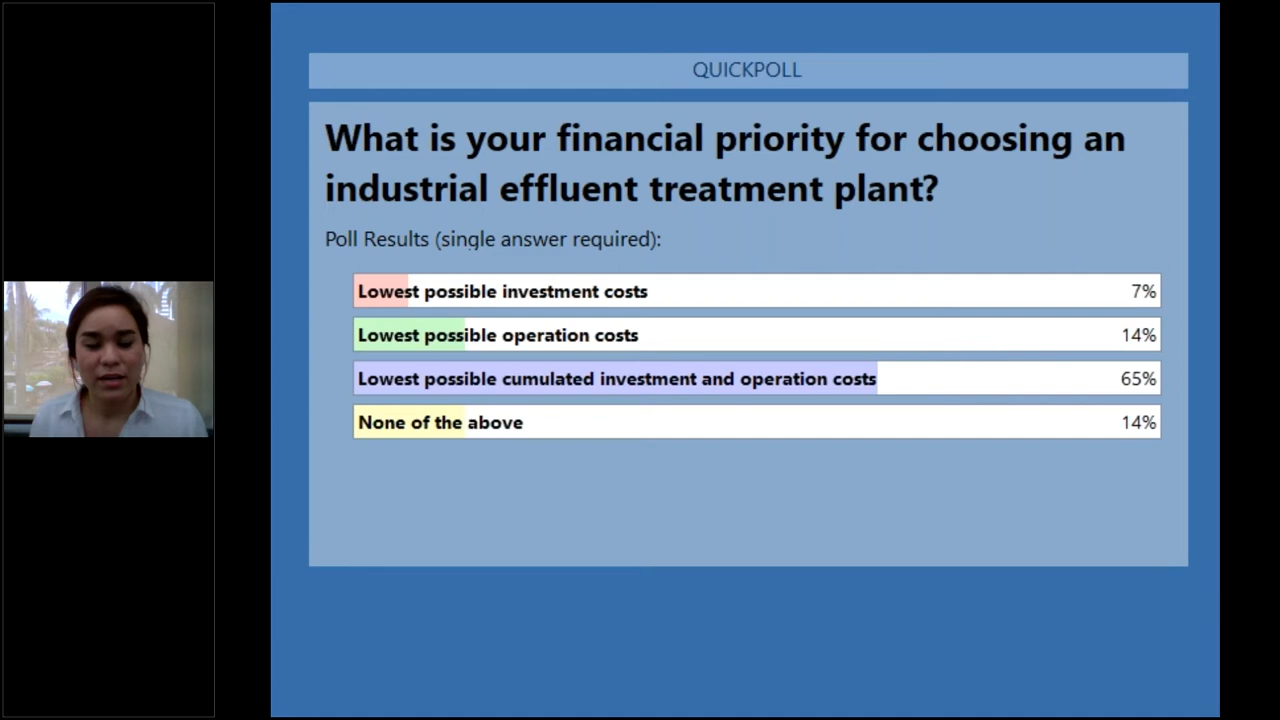 QUICKPOLL
What is your financial priority for choosing an
industrial effluent treatment plant?
Poll Results (single answer required):
Lowest possible investment costs 7%
Lowest possible operation costs 14%
Lowest possible cumulated investment and operation costs 65%
None of the above 14%